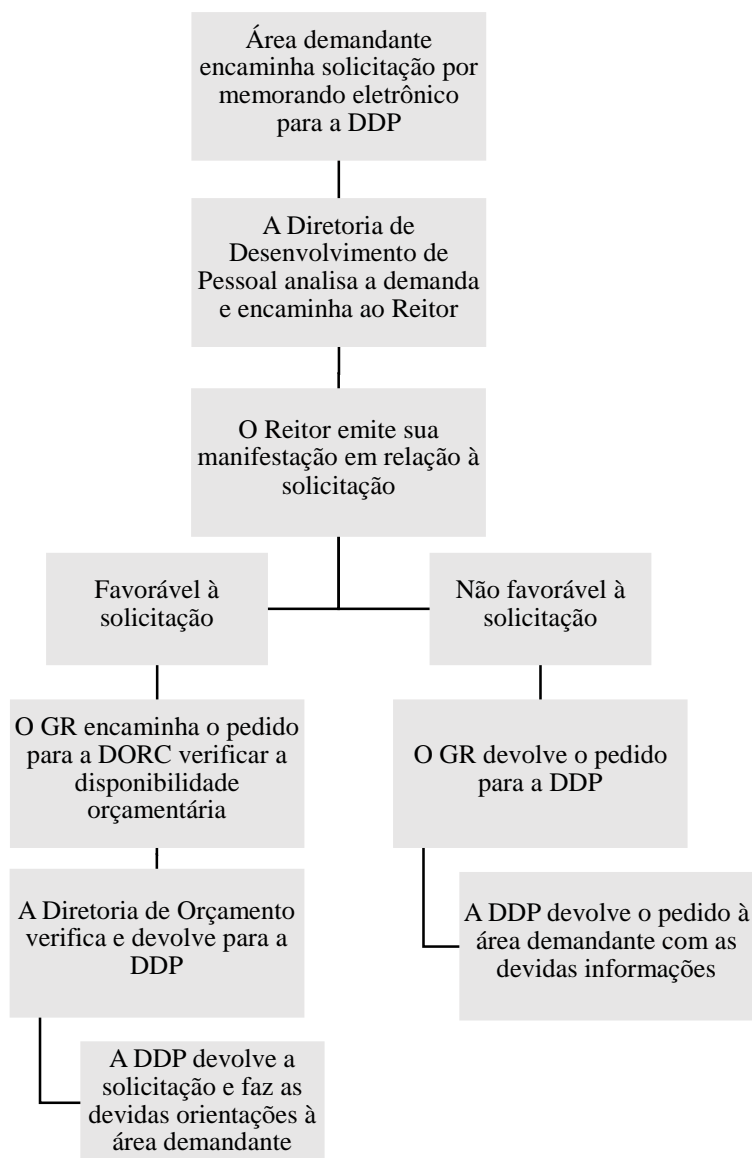 Área demandante
encaminha solicitação por
memorando eletrônico
para a DDP
A Diretoria de
Desenvolvimento de
Pessoal analisa a demanda
e encaminha ao Reitor
O Reitor emite sua
manifestação em relação à
solicitação
Favorável à
solicitação
Não favorável à
solicitação
O GR encaminha o pedido
para a DORC verificar a
disponibilidade
orçamentária
O GR devolve o pedido
para a DDP
A Diretoria de Orçamento
verifica e devolve para a
DDP
A DDP devolve o pedido à
área demandante com as
devidas informações
A DDP devolve a
solicitação e faz as
devidas orientações à
área demandante